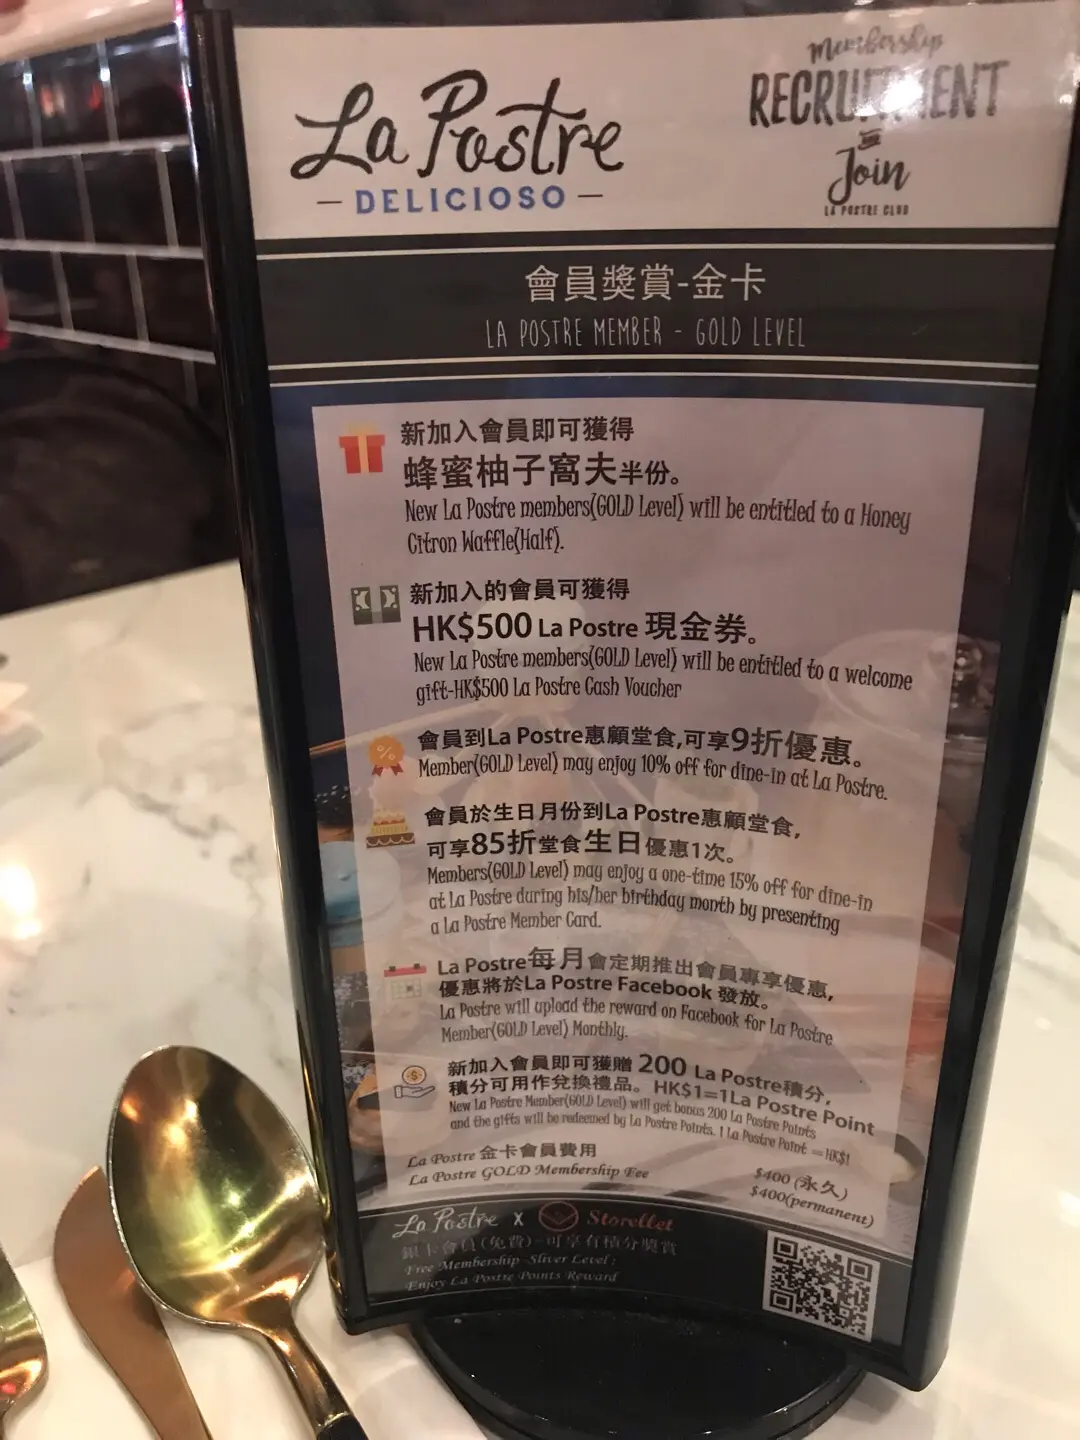 La Postre
DELICIOSO
Membership
RECRUITMENT
Join
LA POSTRE CLUB
會員獎賞-金卡
LA POSTRE MEMBER - GOLD LEVEL
新加入會員即可獲得
蜂蜜柚子窩夫半份。
New La Postre members(GOLD Level) will be entitled to a Honey
Citron Waffle(Half).
新加入的會員可獲得
HK$500 La Postre 現金券。
New La Postre members(GOLD Level) will be entitled to a welcome
gift-HK$500 La Postre Cash Voucher
會員到La Postre惠顧堂食,可享9折優惠。
Member(GOLD Level) may enjoy 10% off for dine-in at La Postre.
會員於生日月份到La Postre惠顧堂食,
可享85折堂食生日優惠1次。
Members(GOLD Level) may enjoy a one-time 15% off for dine-in
at La Postre during his/her birthday month by presenting
a La Postre Member Card.
La Postre每月會定期推出會員專享優惠,
優惠將於La Postre Facebook 發放。
La Postre will upload the reward on Facebook for La Postre
Member(GOLD Level) Monthly.
新加入會員即可獲贈 200 La Postre積分,
積分可用作兌換禮品。 HK$1=1La Postre Point
New La Postre Member(GOLD Level) will get bonus 200 La Postre Points
and the gifts will be redeemed by La Postre Points. 1 La Postre Point = HK$1
La Postre 金卡會員費用 $400 (永久)
La Postre GOLD Membership Fee $400(permanent)
La Postre X Storellet
銀卡會員(免費)-可享有積分獎賞
Free Membership Sliver Level:
Enjoy La Postre Points Reward